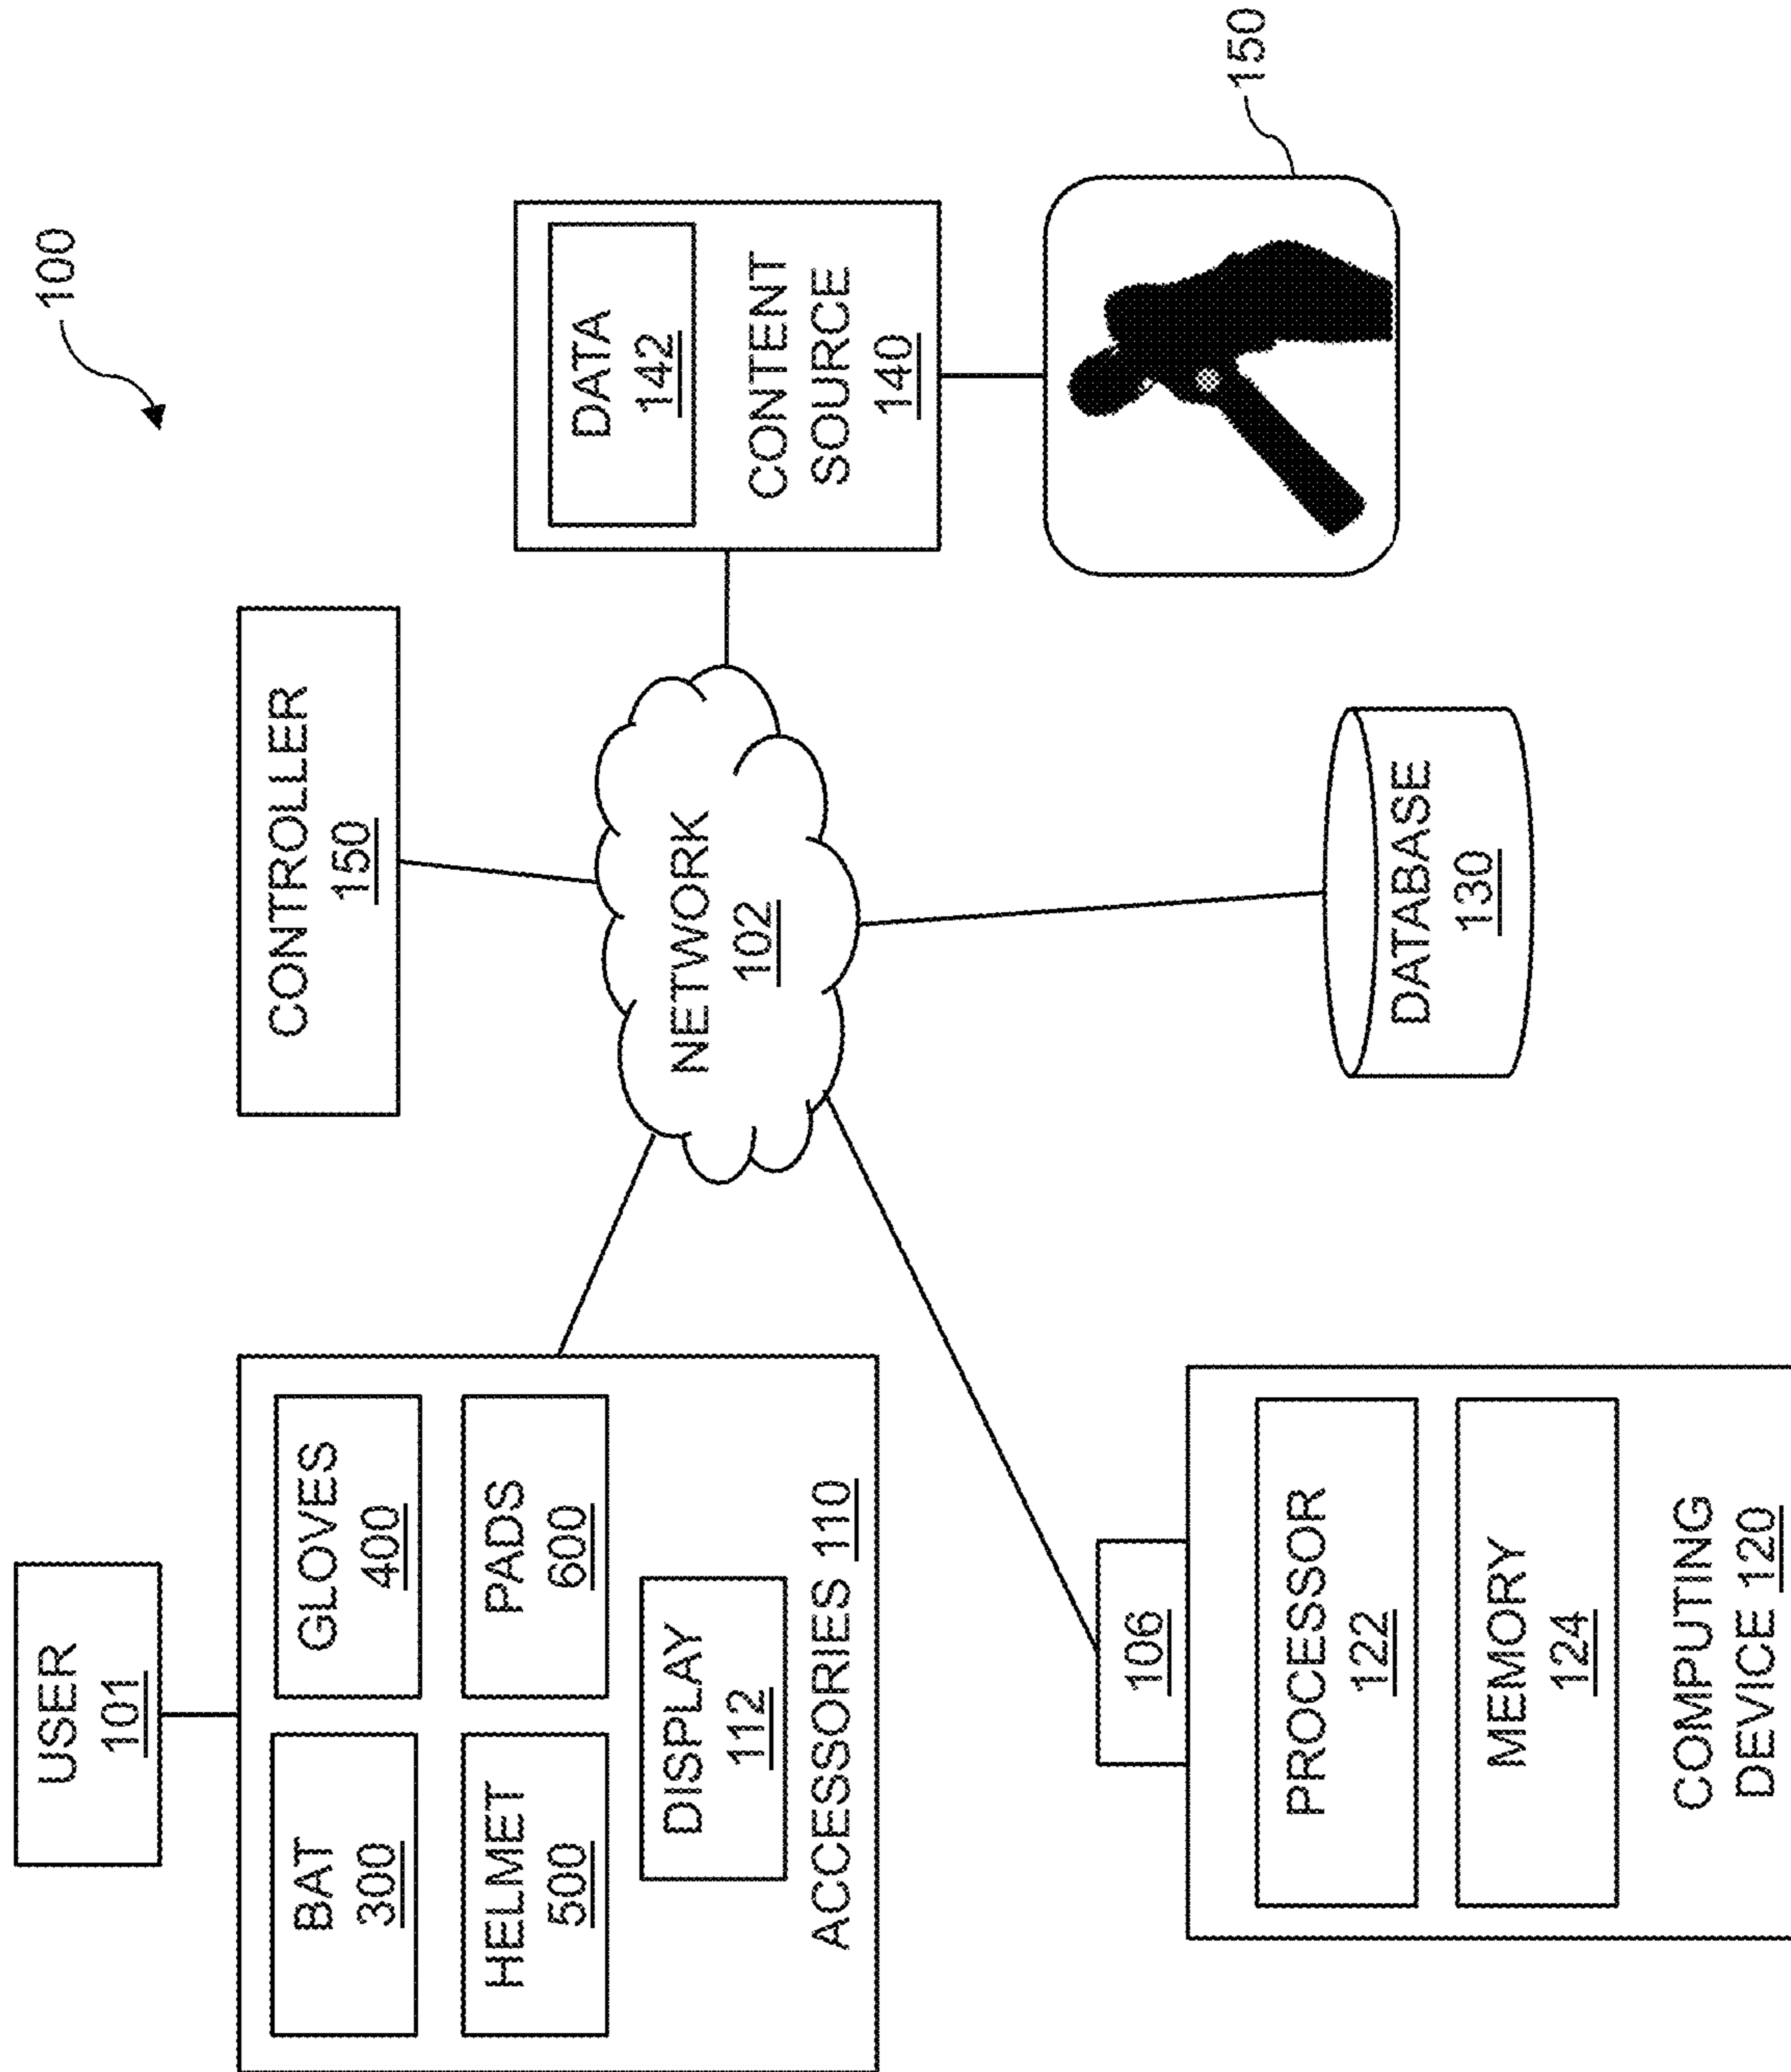 100
USER
101
BAT
300
GLOVES
400
HELMET
500
PADS
600
DISPLAY
112
ACCESSORIES 110
CONTROLLER
150
NETWORK
102
DATA
142
CONTENT
SOURCE
140
150
106
PROCESSOR
122
MEMORY
124
COMPUTING
DEVICE 120
DATABASE
130